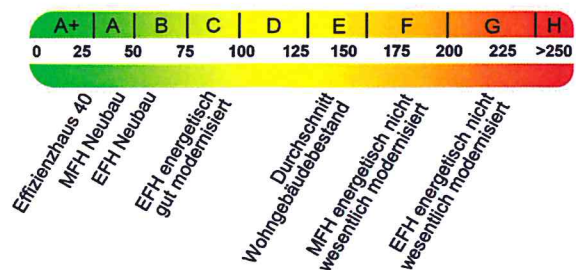 A+ A B C D E F G H
0 25 50 75 100 125 150 175 200 225 >250
Effizienzhaus 40
MFH Neubau
EFH Neubau
EFH energetisch
gut modernisiert
Durchschnitt
Wohngebäudebestand
MFH energetisch nicht
wesentlich modernisiert
EFH energetisch nicht
wesentlich modernisiert